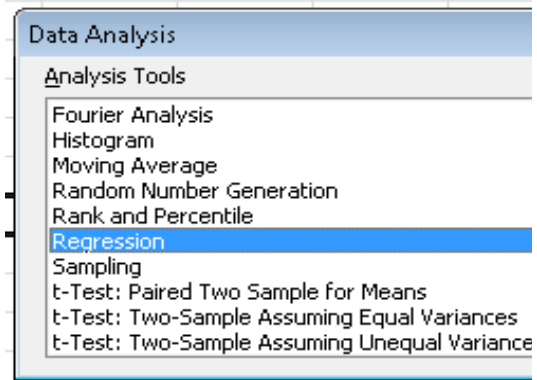 Data Analysis
Analysis Tools
Fourier Analysis
Histogram
Moving Average
Random Number Generation
Rank and Percentile
Regression
Sampling
t-Test: Paired Two Sample for Means
t-Test: Two-Sample Assuming Equal Variances
t-Test: Two-Sample Assuming Unequal Variance